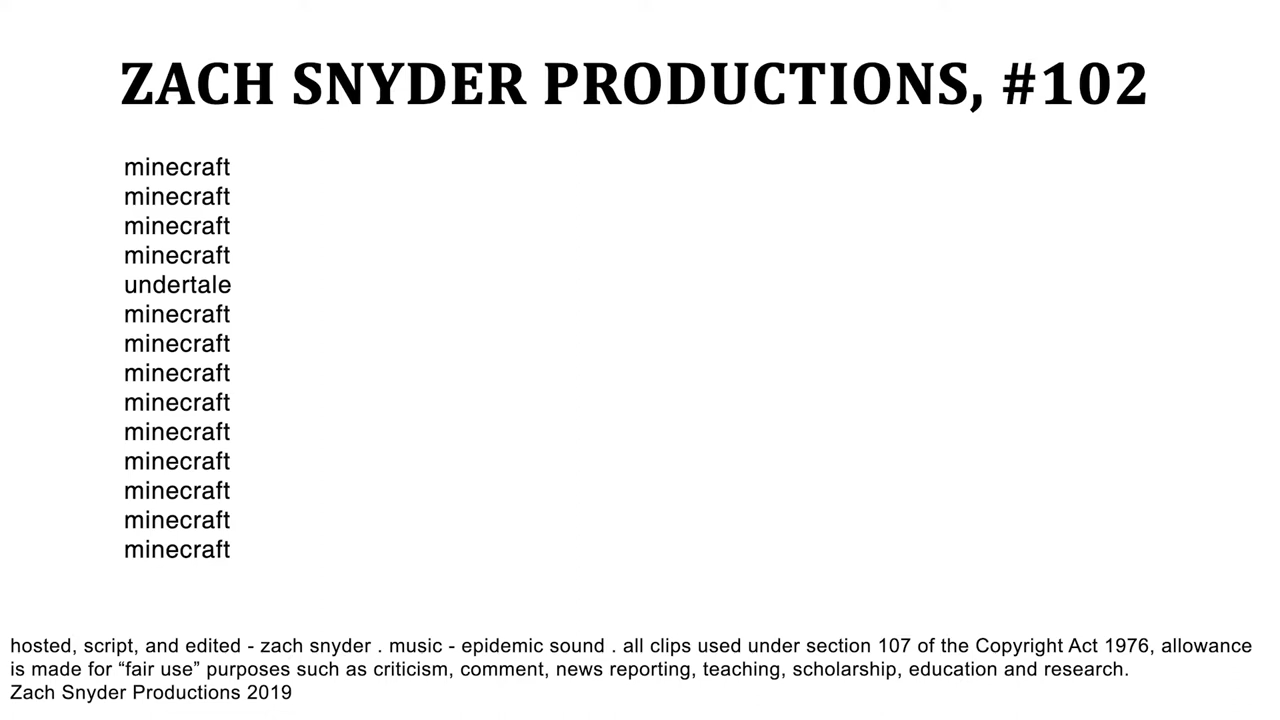 ZACH SNYDER PRODUCTIONS, #102
minecraft
minecraft
minecraft
minecraft
undertale
minecraft
minecraft
minecraft
minecraft
minecraft
minecraft
minecraft
minecraft
minecraft
hosted, script, and edited - zach snyder . music - epidemic sound . all clips used under section 107 of the Copyright Act 1976, allowance
is made for “fair use” purposes such as criticism, comment, news reporting, teaching, scholarship, education and research.
Zach Snyder Productions 2019